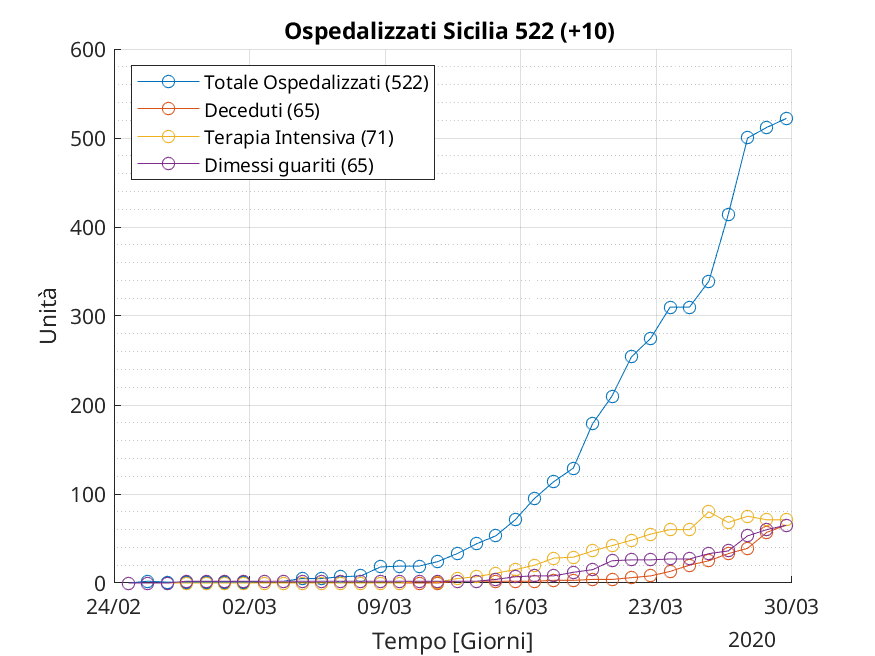 Ospedalizzati Sicilia 522 (+10)
Totale Ospedalizzati (522)
Deceduti (65)
Terapia Intensiva (71)
Dimessi guariti (65)
600
500
400
300
200
100
0
Unità
24/02 02/03 09/03 16/03 23/03 30/03
Tempo [Giorni]
2020